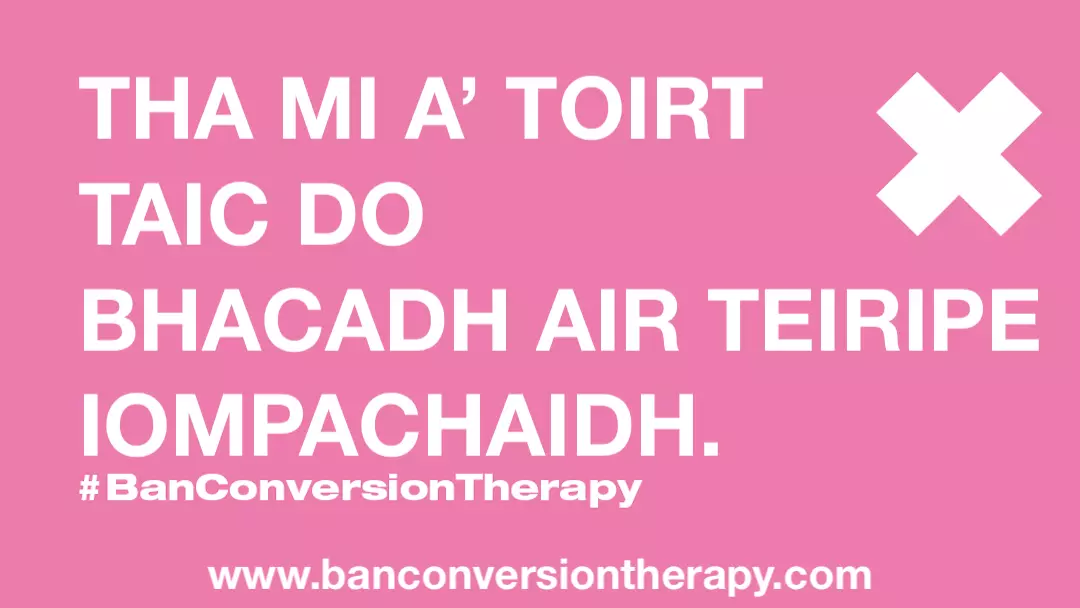 THA MI A’ TOIRT
TAIC DO
BHACADH AIR TEIRIPE
IOMPACHAIDH.
#BanConversionTherapy
www.banconversiontherapy.com